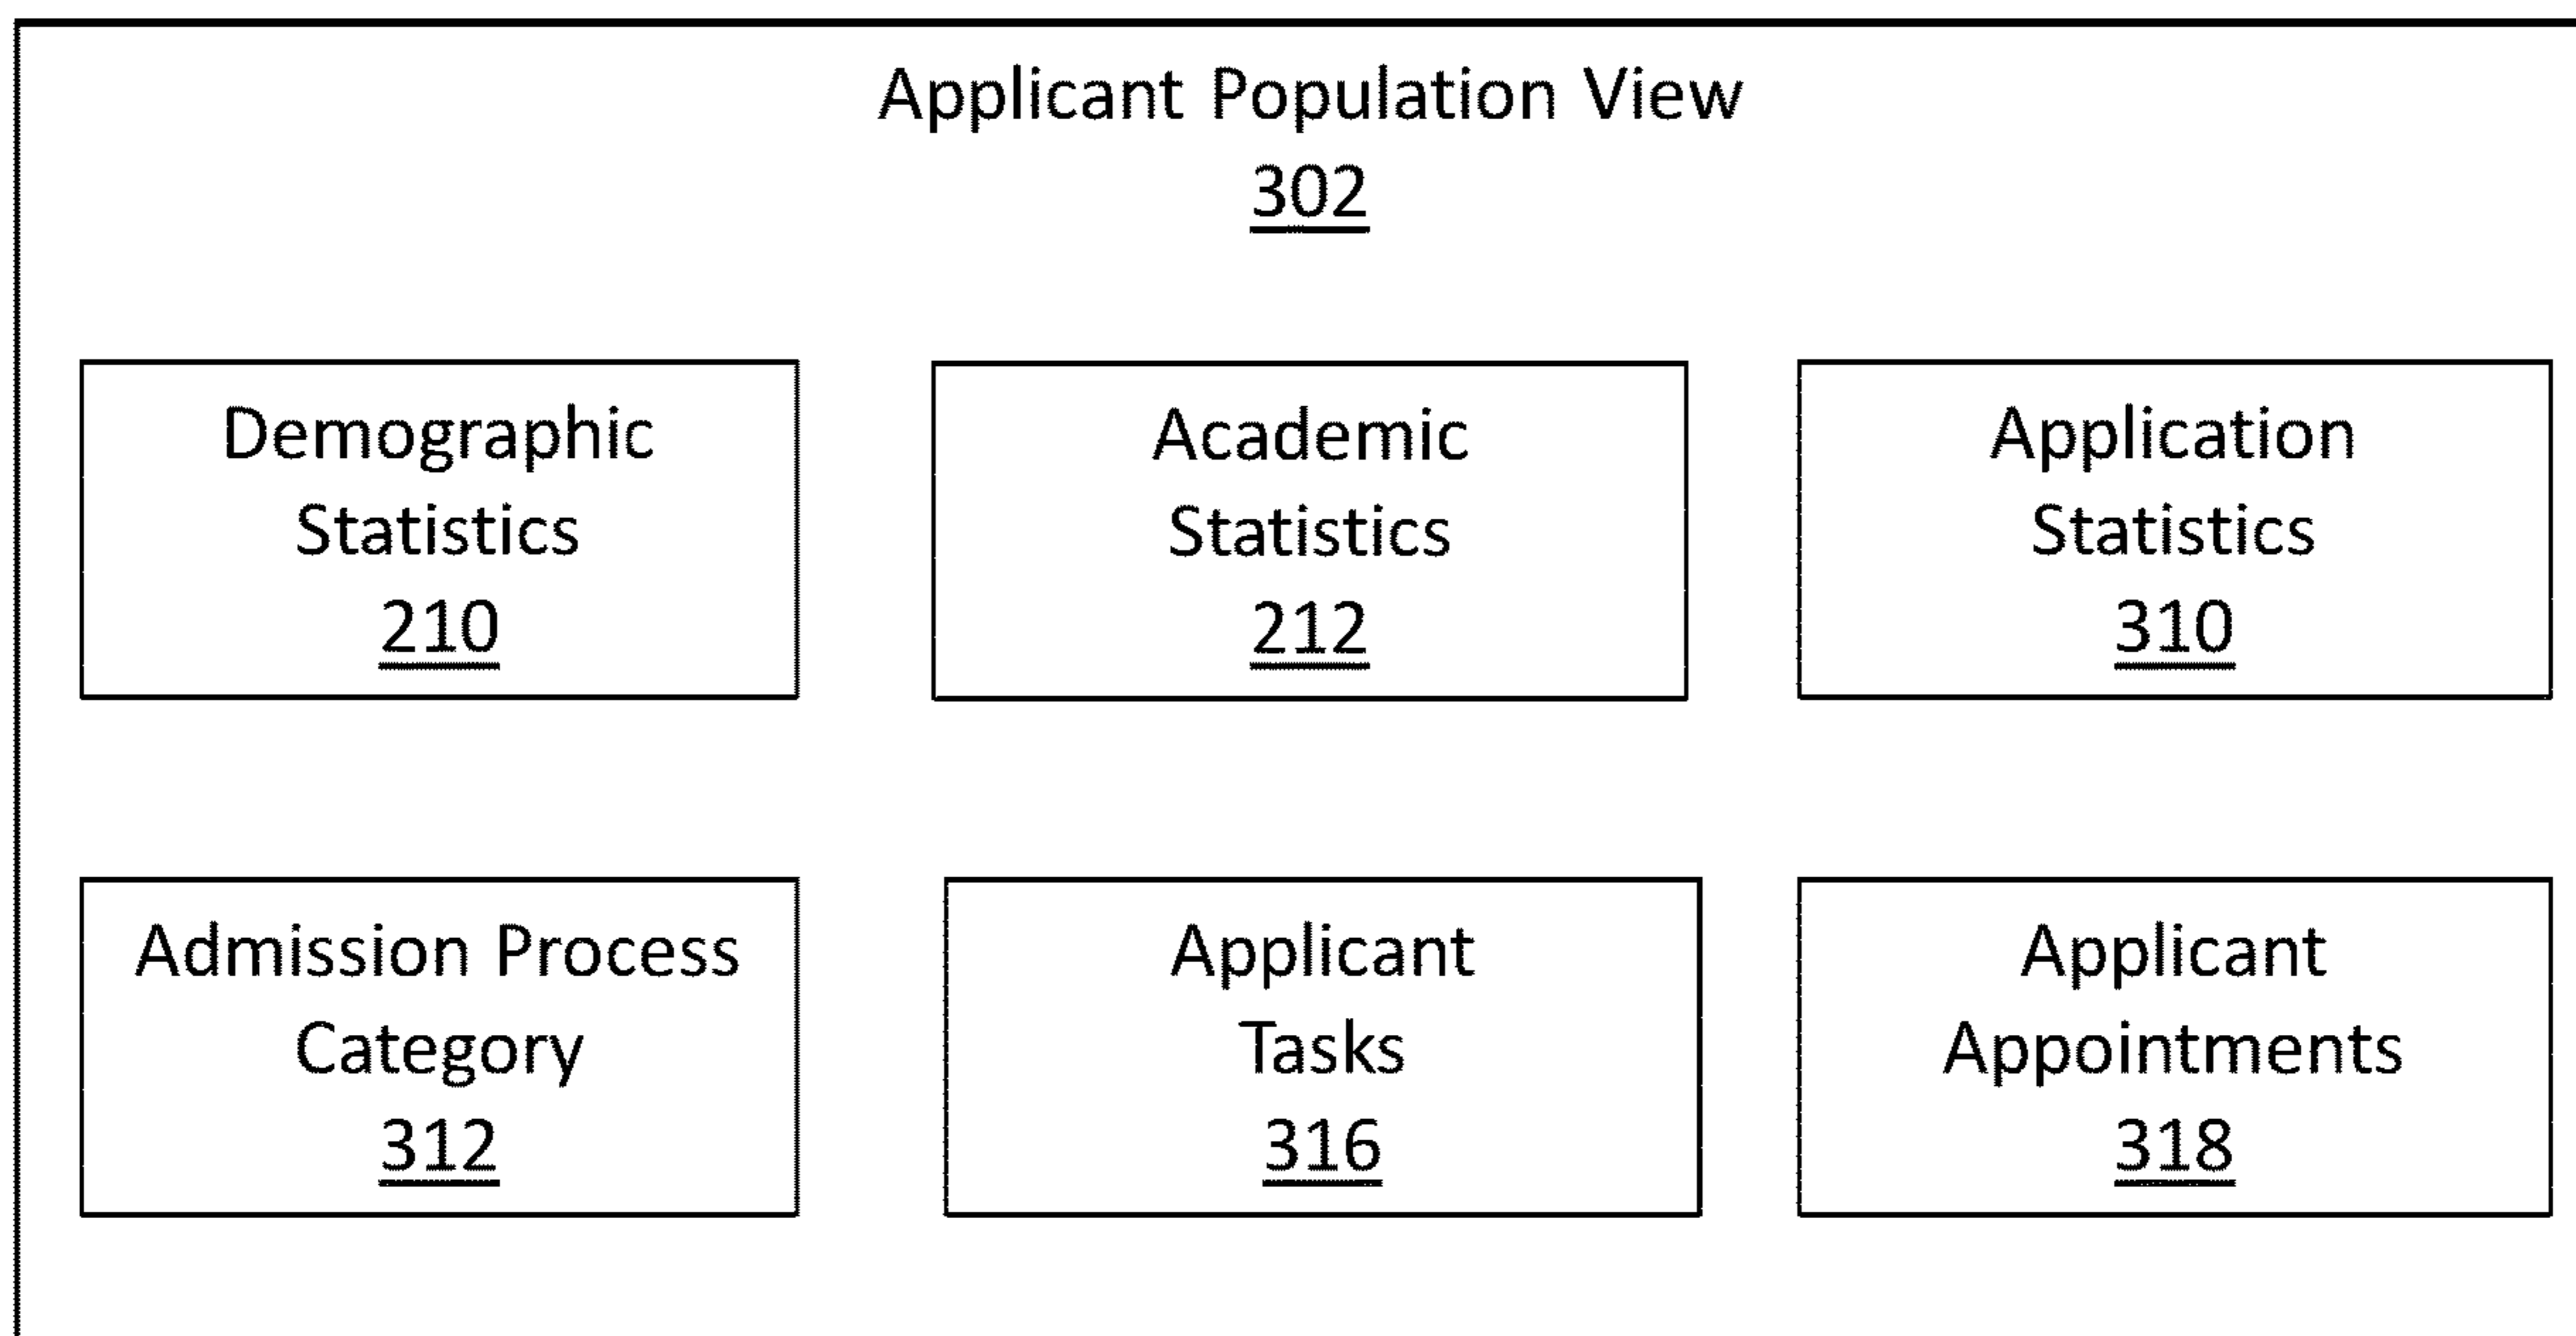 Applicant Population View
302
Demographic
Statistics
210
Academic
Statistics
212
Application
Statistics
310
Admission Process
Category
312
Applicant
Tasks
316
Applicant
Appointments
318